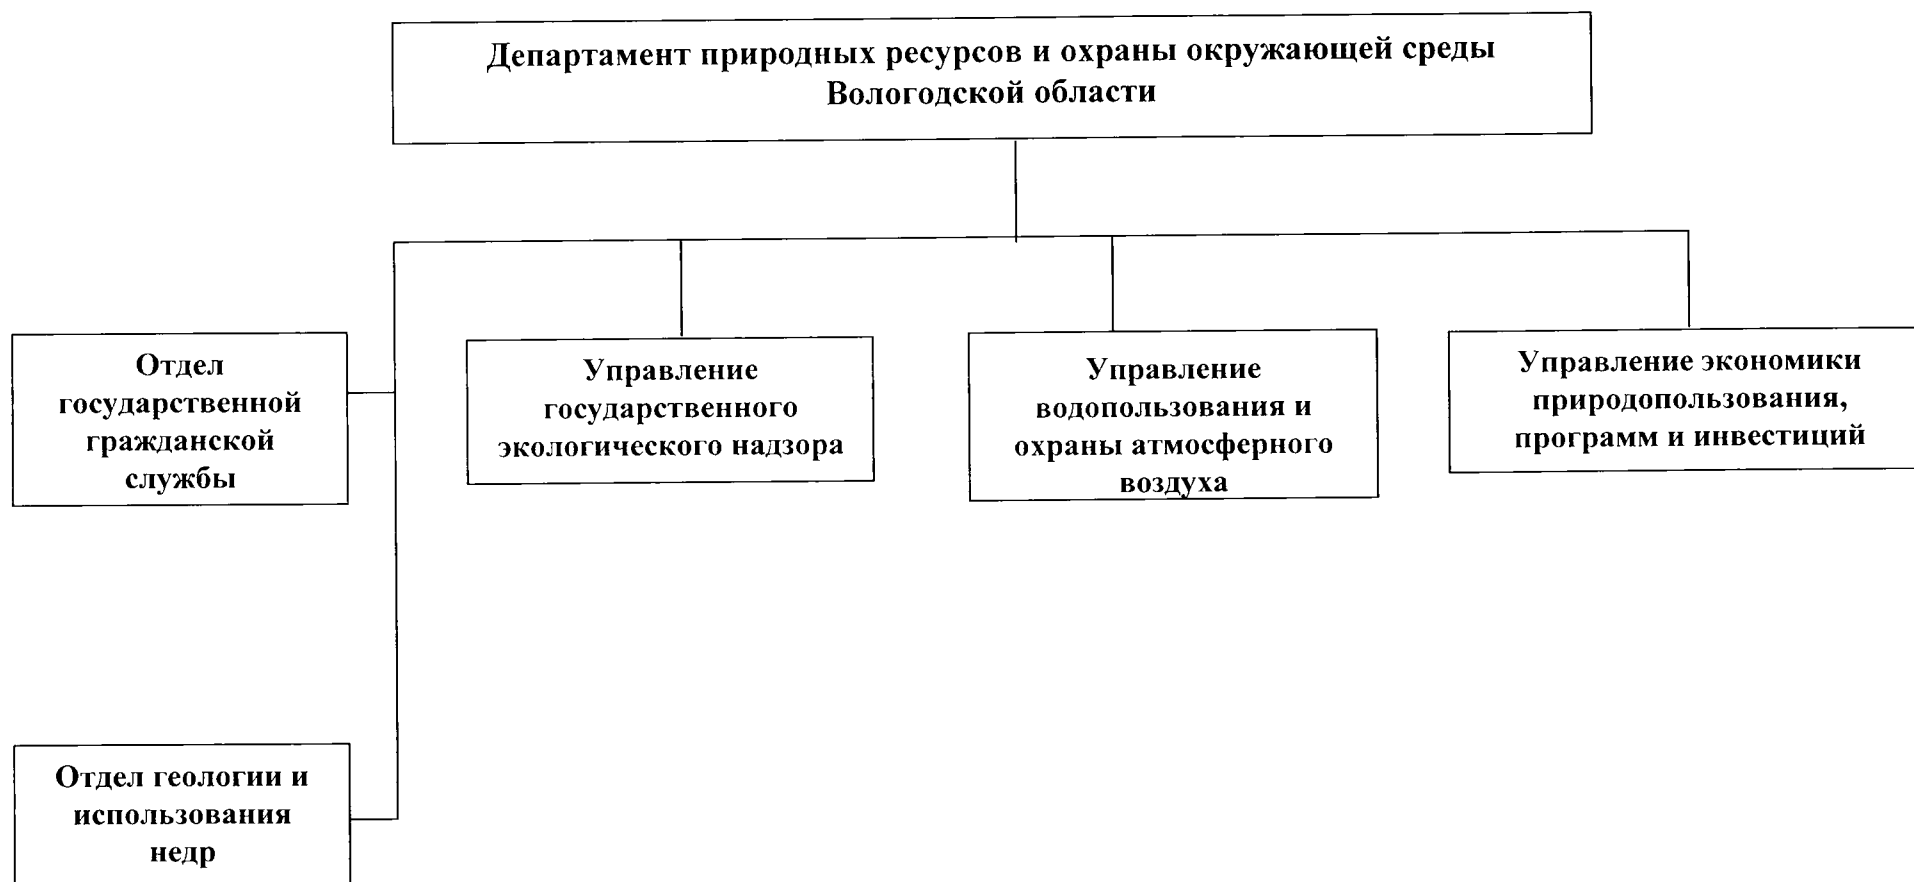 Департамент природных ресурсов и охраны окружающей среды
Вологодской области
Отдел
государственной
гражданской
службы
Управление
государственного
экологического надзора
Управление
водопользования и
охраны атмосферного
воздуха
Управление экономики
природопользования,
программ и инвестиций
Отдел геологии и
использования
недр